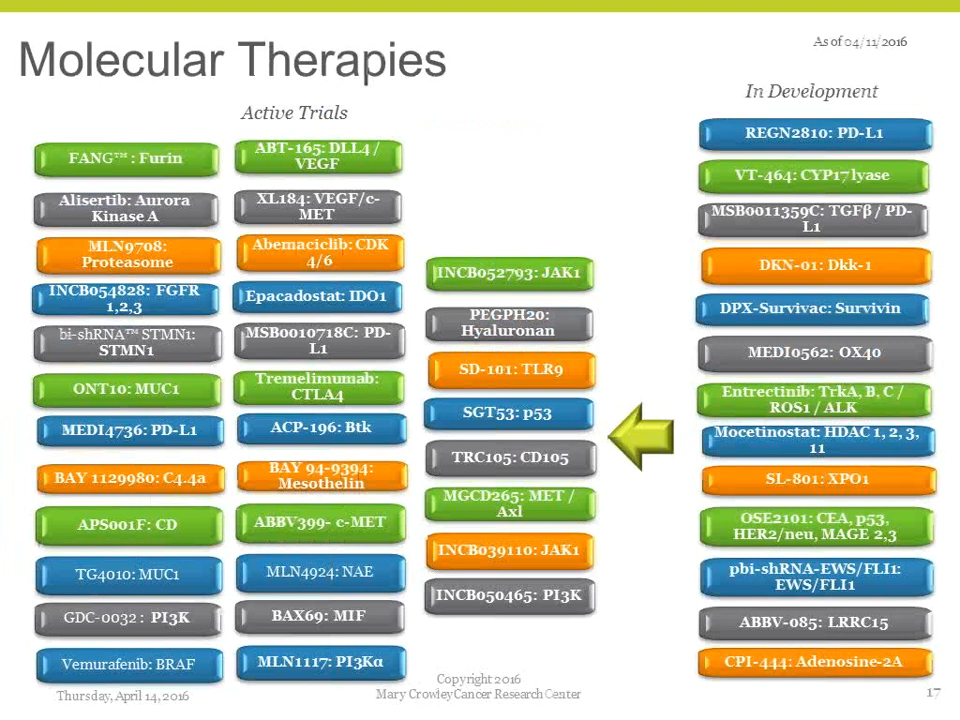 As of 04/11/2016
Molecular Therapies
Active Trials
FANG™ : Furin
Alisertib: Aurora
Kinase A
MLN9708:
Proteasome
INCB054828: FGFR
1,2,3
bi-shRNA™ STMN1:
STMN1
ONT10: MUC1
MEDI4736: PD-L1
BAY 1129980: C4.4a
APS001F: CD
TG4010: MUC1
GDC-0032 : PI3K
Vemurafenib: BRAF
ABT-165: DLL4 /
VEGF
XL184: VEGF/c-
MET
Abemaciclib: CDK
4/6
Epacadostat: IDO1
MSB0010718C: PD-
L1
Tremelimumab:
CTLA4
ACP-196: Btk
BAY 94-9394:
Mesothelin
ABBV399- c-MET
MLN4924: NAE
BAX69: MIF
MLN1117: PI3Kα
INCB052793: JAK1
PEGPH20:
Hyaluronan
SD-101: TLR9
SGT53: p53
TRC105: CD105
MGCD265: MET /
Axl
INCB039110: JAK1
INCB050465: PI3K
In Development
REGN2810: PD-L1
VT-464: CYP17 lyase
MSB0011359C: TGFβ / PD-
L1
DKN-01: Dkk-1
DPX-Survivac: Survivin
MEDI0562: OX40
Entrectinib: TrkA, B, C /
ROS1 / ALK
Mocetinostat: HDAC 1, 2, 3,
11
SL-801: XPO1
OSE2101: CEA, p53,
HER2/neu, MAGE 2,3
pbi-shRNA-EWS/FLI1:
EWS/FLI1
ABBV-085: LRRC15
CPI-444: Adenosine-2A
Thursday, April 14, 2016
Copyright 2016
Mary Crowley Cancer Research Center
17